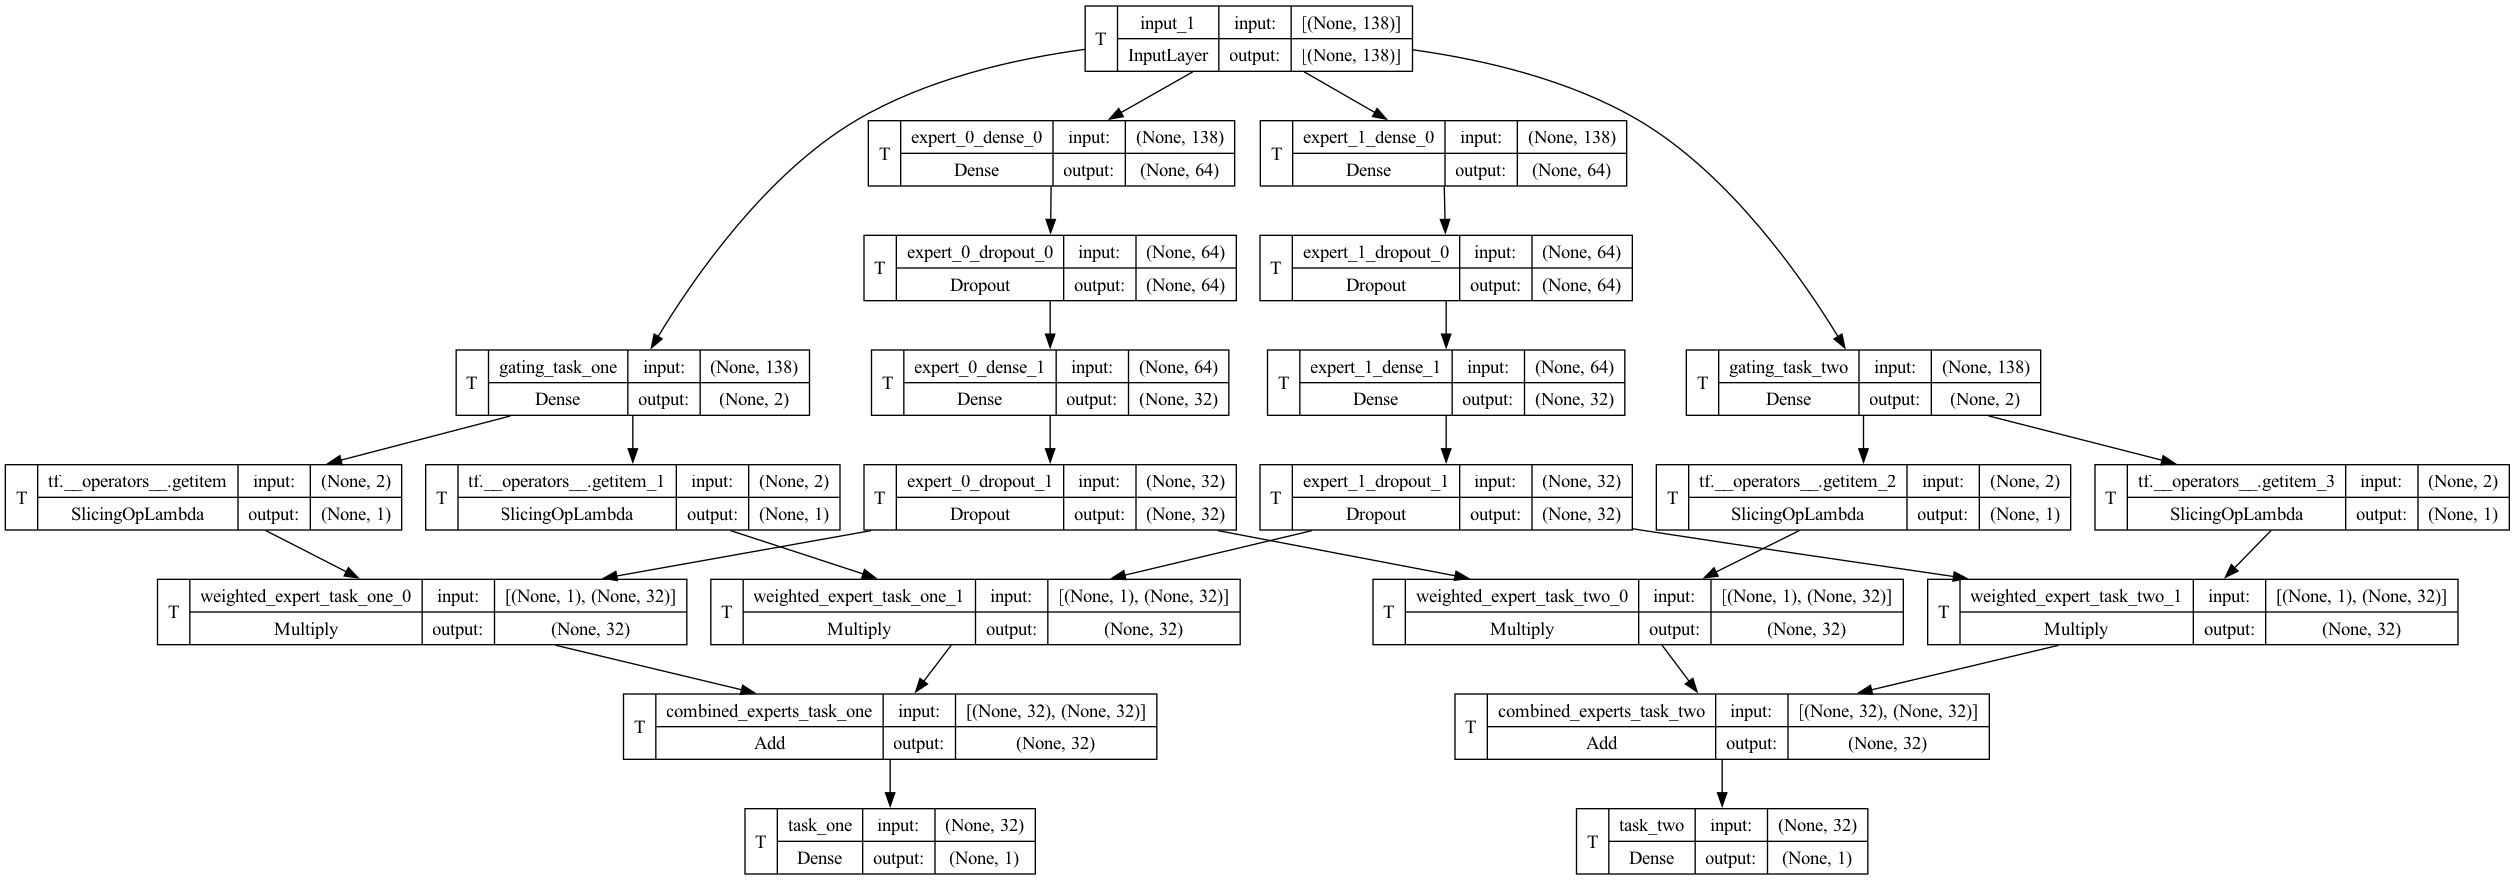 T input_1 input: [(None, 138)]
InputLayer output: [(None, 138)]
T expert_0_dense_0 input: (None, 138)
Dense output: (None, 64)
T expert_1_dense_0 input: (None, 138)
Dense output: (None, 64)
T expert_0_dropout_0 input: (None, 64)
Dropout output: (None, 64)
T expert_1_dropout_0 input: (None, 64)
Dropout output: (None, 64)
T gating_task_one input: (None, 138)
Dense output: (None, 2)
T expert_0_dense_1 input: (None, 64)
Dense output: (None, 32)
T expert_1_dense_1 input: (None, 64)
Dense output: (None, 32)
T gating_task_two input: (None, 138)
Dense output: (None, 2)
T tf.__operators__.getitem input: (None, 2)
SlicingOpLambda output: (None, 1)
T tf.__operators__.getitem_1 input: (None, 2)
SlicingOpLambda output: (None, 1)
T expert_0_dropout_1 input: (None, 32)
Dropout output: (None, 32)
T expert_1_dropout_1 input: (None, 32)
Dropout output: (None, 32)
T tf.__operators__.getitem_2 input: (None, 2)
SlicingOpLambda output: (None, 1)
T tf.__operators__.getitem_3 input: (None, 2)
SlicingOpLambda output: (None, 1)
T weighted_expert_task_one_0 input: [(None, 1), (None, 32)]
Multiply output: (None, 32)
T weighted_expert_task_one_1 input: [(None, 1), (None, 32)]
Multiply output: (None, 32)
T weighted_expert_task_two_0 input: [(None, 1), (None, 32)]
Multiply output: (None, 32)
T weighted_expert_task_two_1 input: [(None, 1), (None, 32)]
Multiply output: (None, 32)
T combined_experts_task_one input: [(None, 32), (None, 32)]
Add output: (None, 32)
T combined_experts_task_two input: [(None, 32), (None, 32)]
Add output: (None, 32)
T task_one input: (None, 32)
Dense output: (None, 1)
T task_two input: (None, 32)
Dense output: (None, 1)